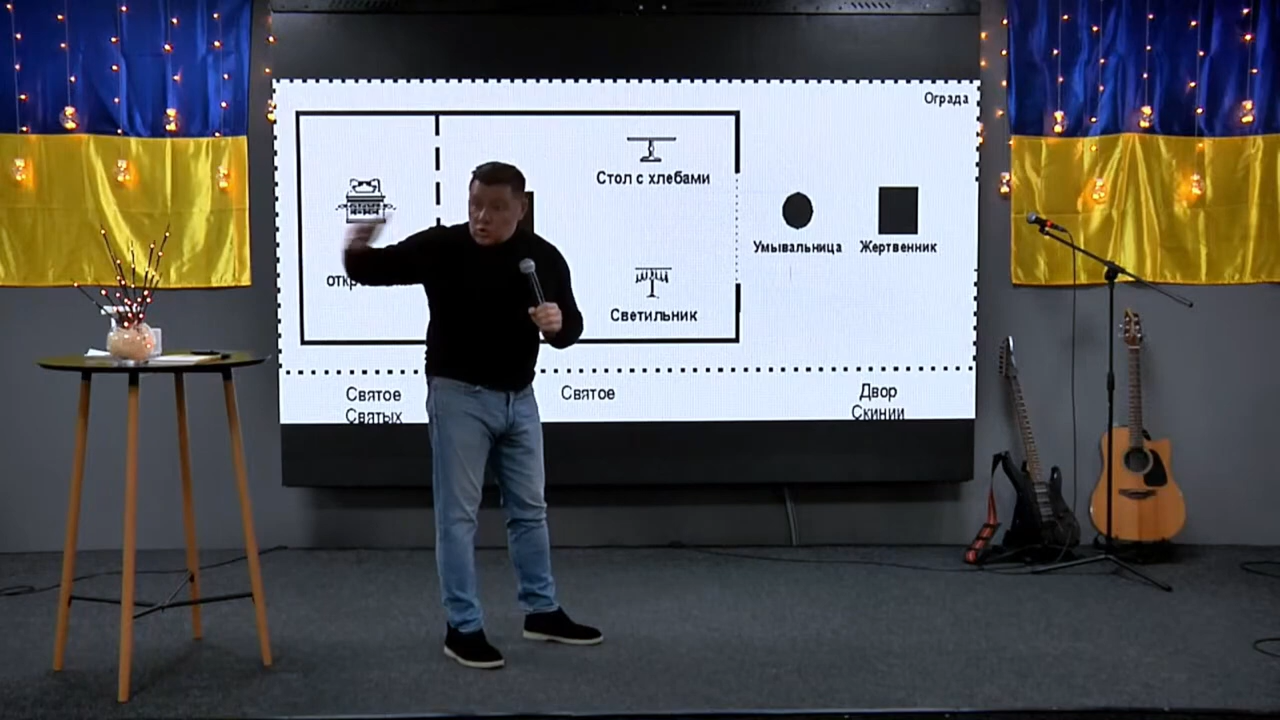 Ограда
Стол с хлебами
Умывальница
Жертвенник
Светильник
Святое
Святых
Святое
Двор
Скинии